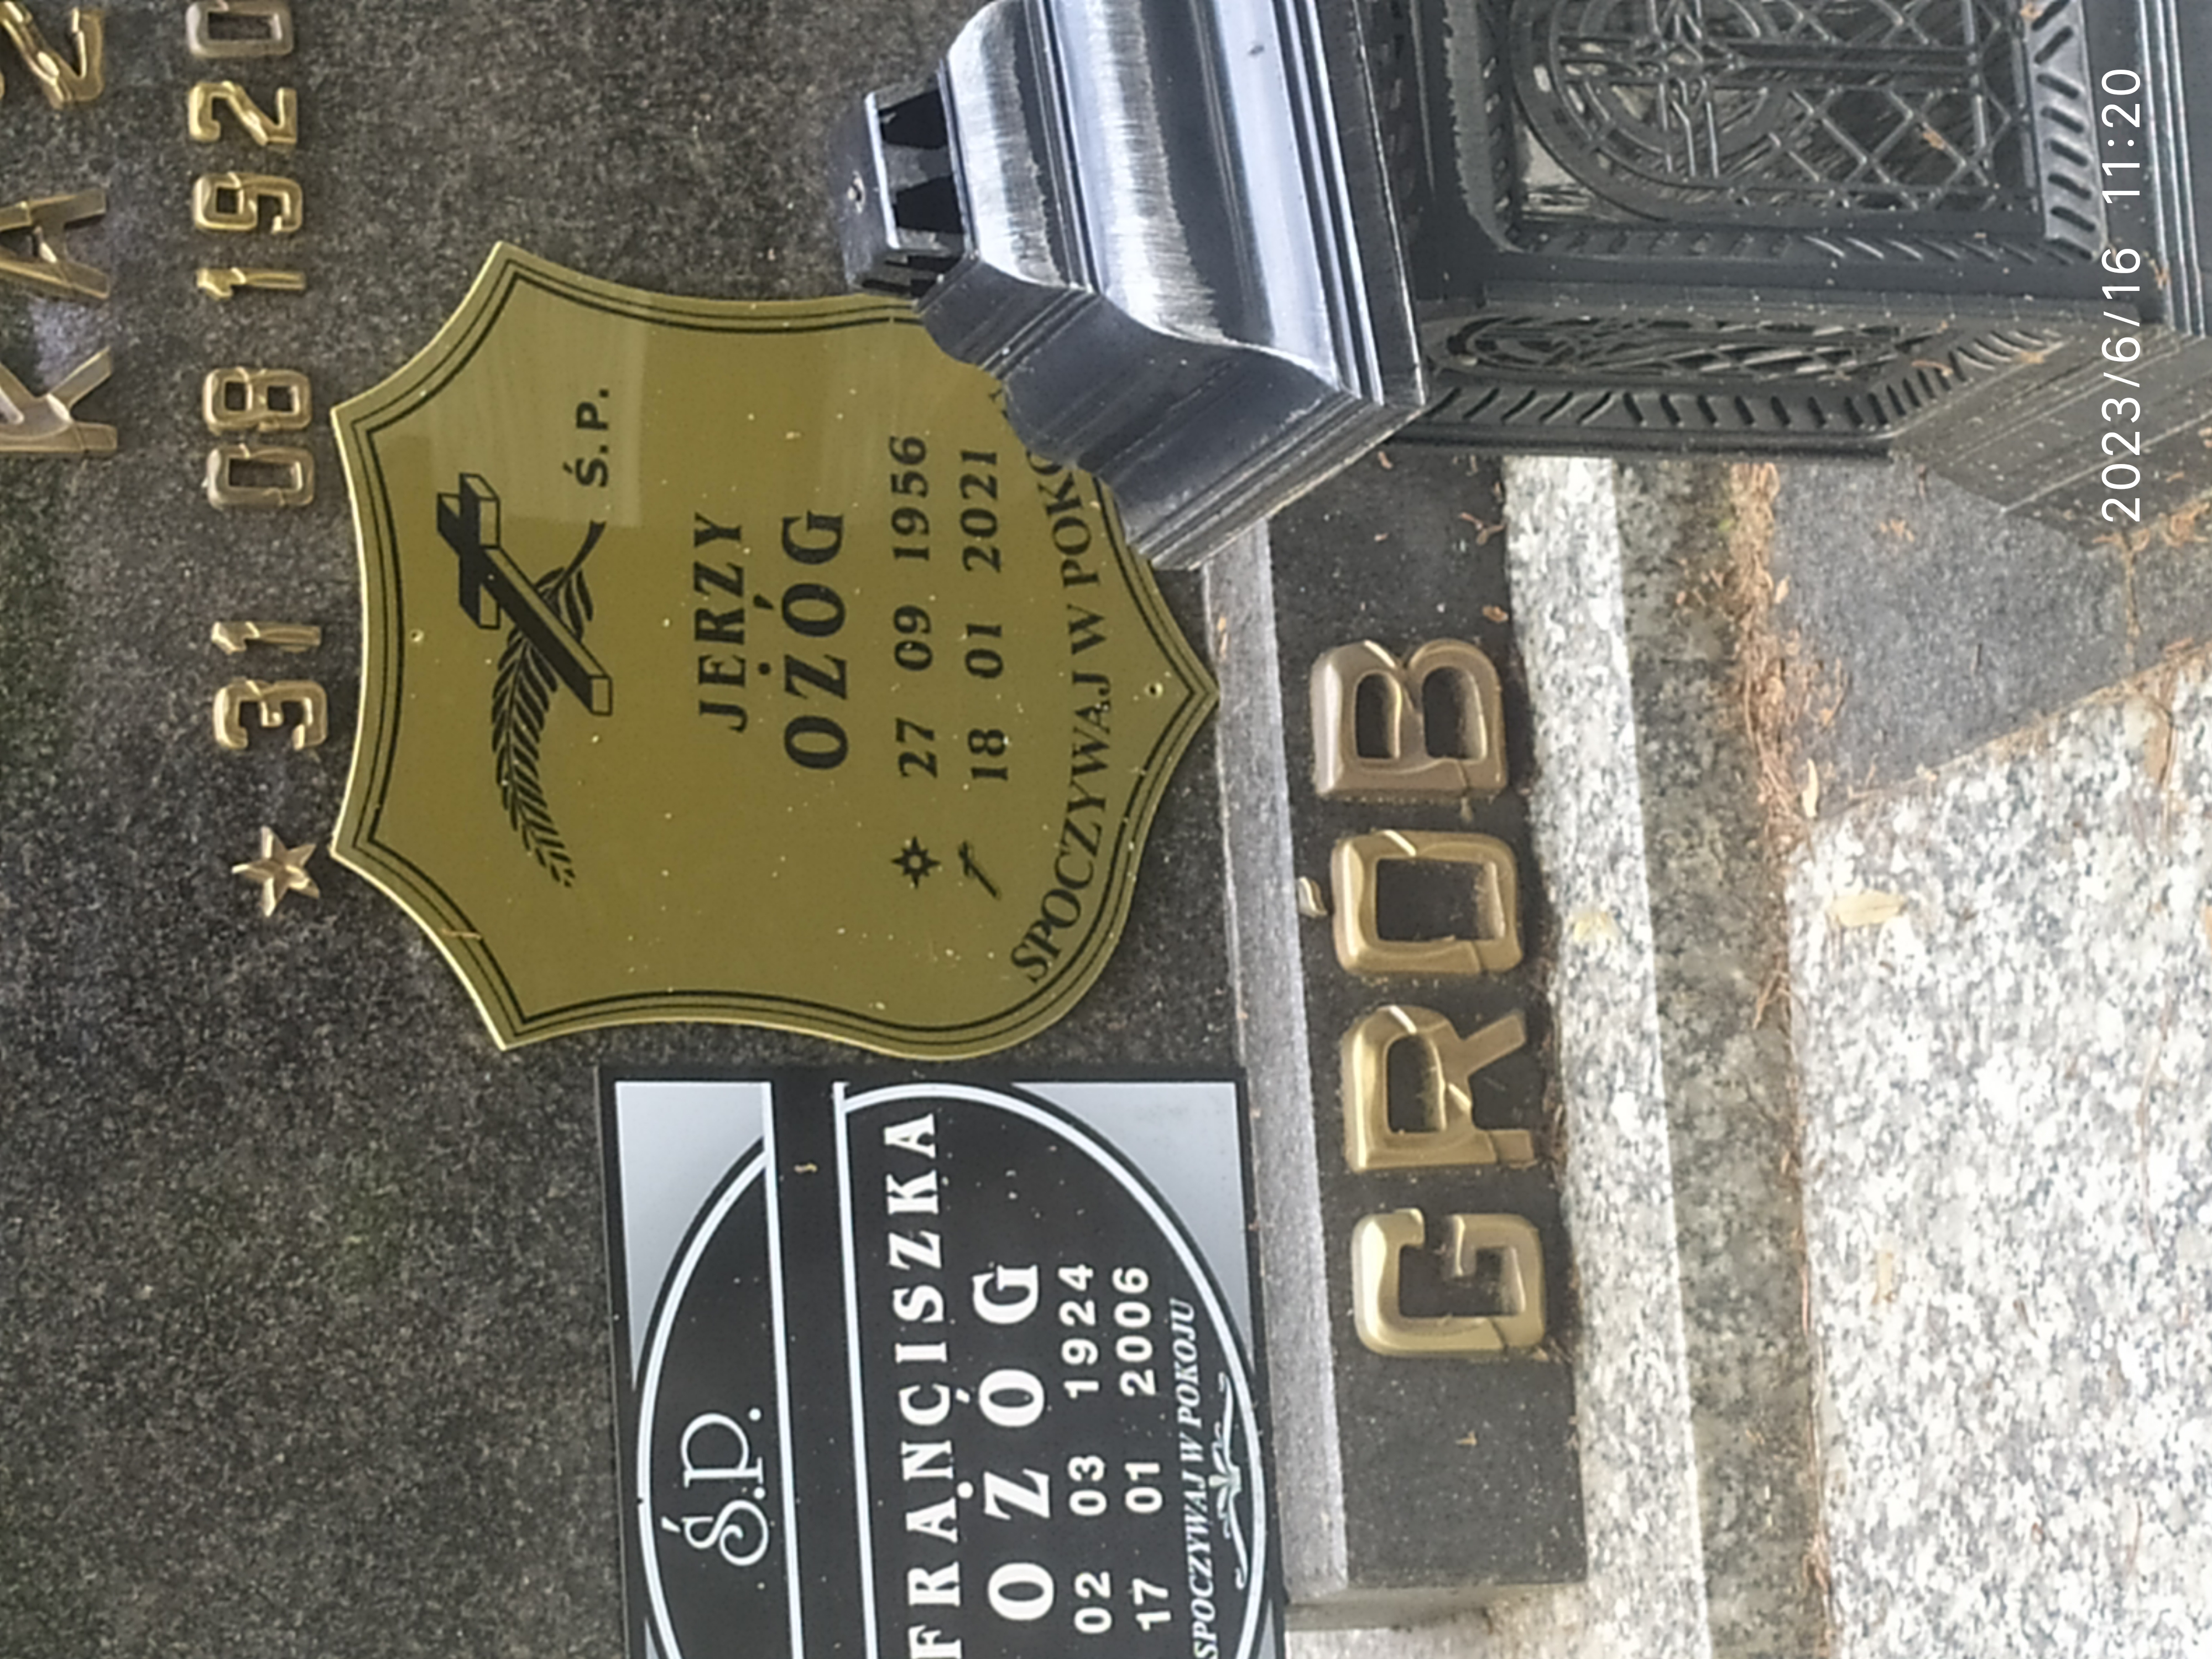 31 08 1920
Ś.P.
JERZY
OŻÓG
27 09 1956
18 01 2021
SPOCZYWAJ W
Ś.P.
FRANCISZKA
OŻÓG
02 03 1924
17 01 2006
SPOCZYWAJ W POKOJU
GRÓB
2023/6/16 11:20